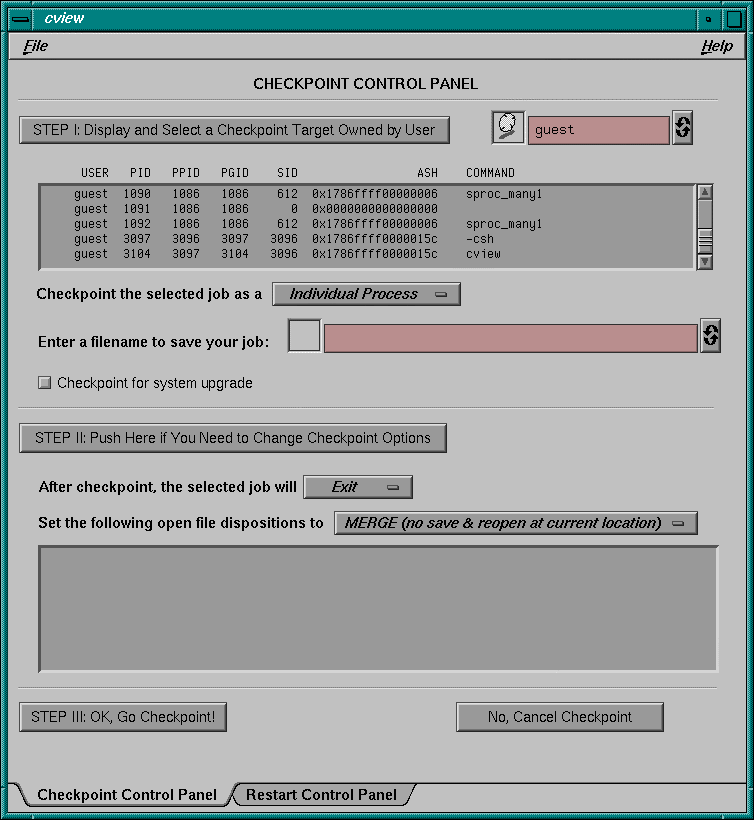 cview
File Help
CHECKPOINT CONTROL PANEL
STEP I: Display and Select a Checkpoint Target Owned by User guest
USER PID PPID PGID SID ASH COMMAND
guest 1090 1086 1086 612 0x1786ffff00000006 sproc_many1
guest 1091 1086 1086 0 0x0000000000000000
guest 1092 1086 1086 612 0x1786ffff00000006 sproc_many1
guest 3097 3096 3097 3096 0x1786ffff0000015c -csh
guest 3104 3097 3104 3096 0x1786ffff0000015c cview
Checkpoint the selected job as a Individual Process
Enter a filename to save your job:
Checkpoint for system upgrade
STEP II: Push Here if You Need to Change Checkpoint Options
After checkpoint, the selected job will Exit
Set the following open file dispositions to MERGE (no save & reopen at current location)
STEP III: OK, Go Checkpoint! No, Cancel Checkpoint
Checkpoint Control Panel Restart Control Panel